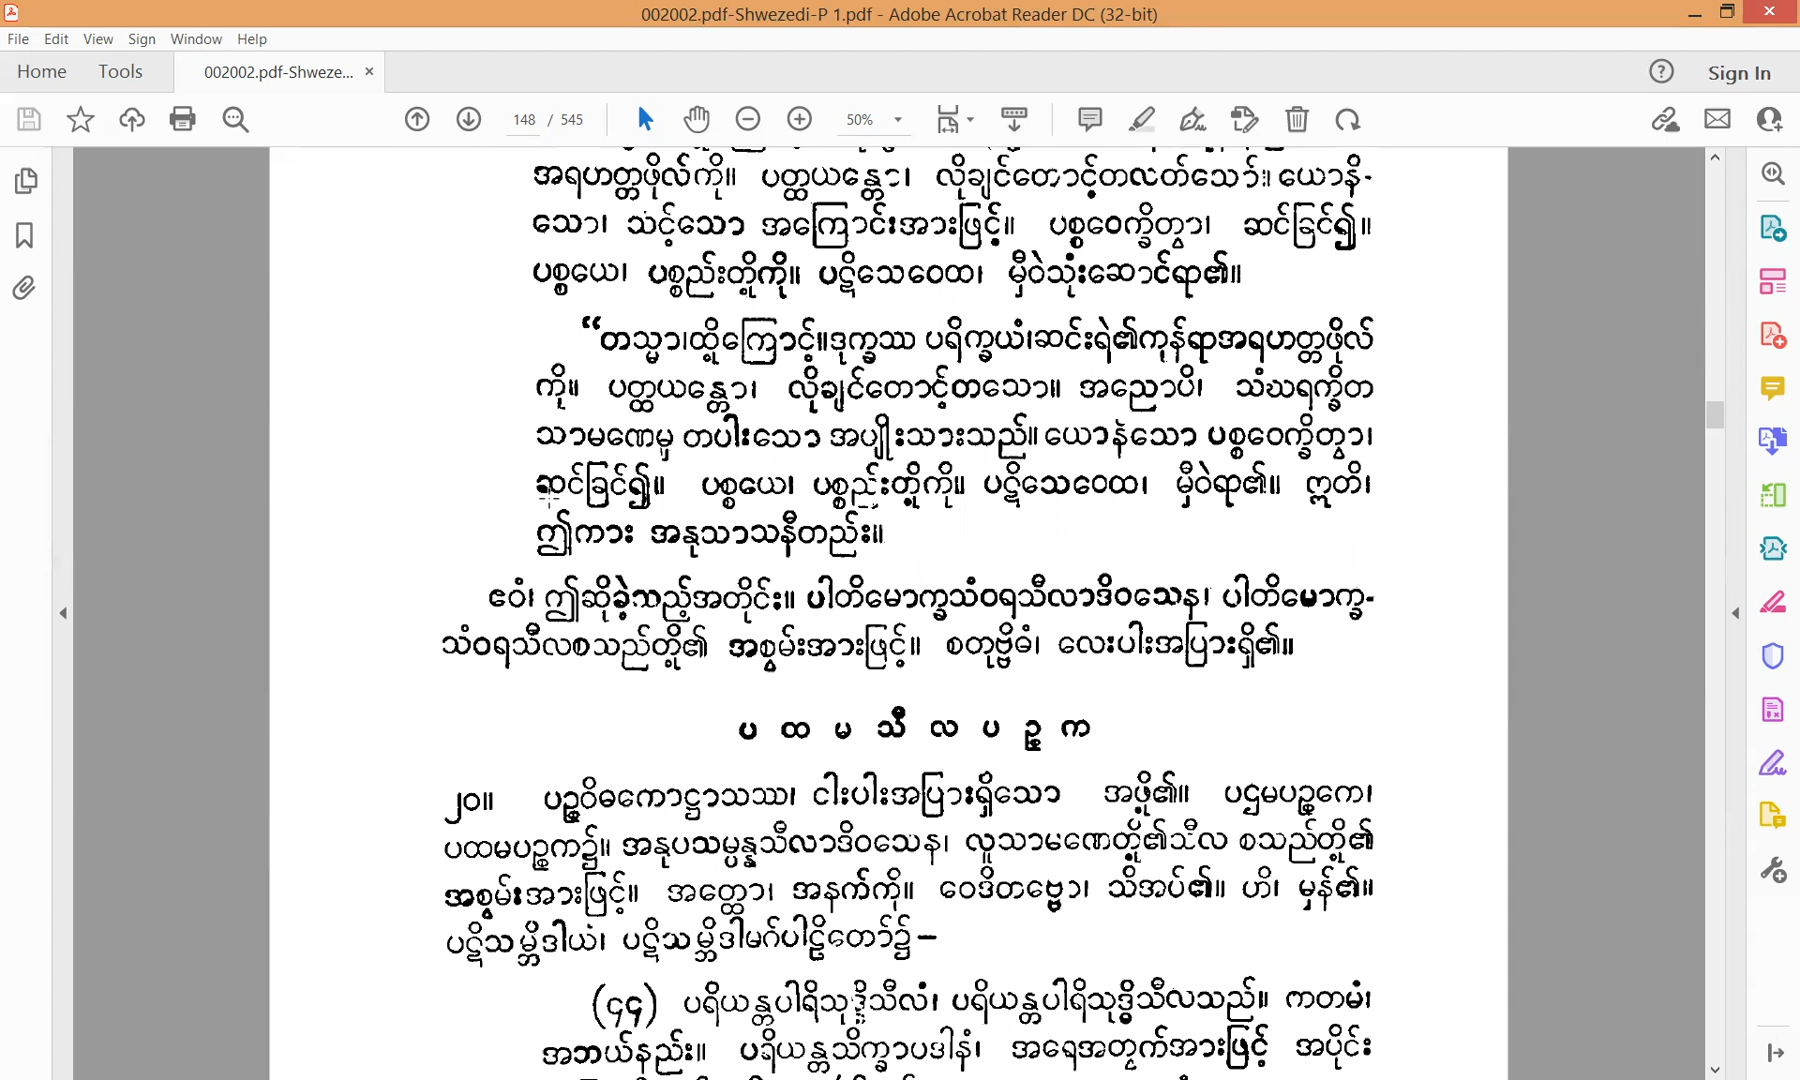 002002.pdf-Shwezedi-P 1.pdf - Adobe Acrobat Reader DC (32-bit)
File Edit View Sign Window Help
Home Tools 002002.pdf-Shweze... × Sign In
148 / 545 50%
အရဟတ္တဖိုလ်ကို။ ပတ္ထယန္တော၊ လိုချင်တောင့်တလတ်သော်။ ယောနိ-
သော၊ သင့်သော အကြောင်းအားဖြင့်။ ပစ္စဝေက္ခိတွာ၊ ဆင်ခြင်၍။
ပစ္စယေ၊ ပစ္စည်းတို့ကို။ ပဋိသေဝေထ၊ မှီဝဲသုံးဆောင်ရာ၏။
“တသ္မာ၊ထို့ကြောင့်။ဒုက္ခဿ ပရိက္ခယံ၊ဆင်းရဲ၏ကုန်ရာအရဟတ္တဖိုလ်
ကို။ ပတ္ထယန္တော၊ လိုချင်တောင့်တသော။ အညောပိ၊ သံဃရက္ခိတ
သာမဏေမှ တပါးသော အမျိုးသားသည်။ ယောနိသော ပစ္စဝေက္ခိတွာ၊
ဆင်ခြင်၍။ ပစ္စယေ၊ ပစ္စည်းတို့ကို။ ပဋိသေဝေထ၊ မှီဝဲရာ၏။ ဣတိ၊
ဤကား အနုသာသနီတည်း။
ဧဝံ၊ ဤဆိုခဲ့သည့်အတိုင်း။ ပါတိမောက္ခသံဝရသီလာဒိဝသေန၊ ပါတိမောက္ခ-
သံဝရသီလစသည်တို့၏ အစွမ်းအားဖြင့်။ စတုဗ္ဗိဓံ၊ လေးပါးအပြားရှိ၏။
ပ ထ မ သီ လ ပ ဉ္စ က
၂၀။ ပဉ္စဝိဓကောဋ္ဌာသဿ၊ ငါးပါးအပြားရှိသော အဖို့၏။ ပဌမပဉ္စကေ၊
ပထမပဉ္စက၌။ အနုပသမ္ပန္နသီလာဒိဝသေန၊ လူသာမဏေတို့၏သီလ စသည်တို့၏
အစွမ်းအားဖြင့်။ အတ္ထော၊ အနက်ကို။ ဝေဒိတဗ္ဗော၊ သိအပ်၏။ ဟိ၊ မှန်၏။
ပဋိသမ္ဘိဒါယံ၊ ပဋိသမ္ဘိဒါမဂ်ပါဠိတော်၌—
(၄၄) ပရိယန္တပါရိသုဒ္ဓိသီလံ၊ ပရိယန္တပါရိသုဒ္ဓိသီလသည်။ ကတမံ၊
အဘယ်နည်း။ ပရိယန္တသိက္ခာပဒါနံ၊ အရေအတွက်အားဖြင့် အပိုင်း